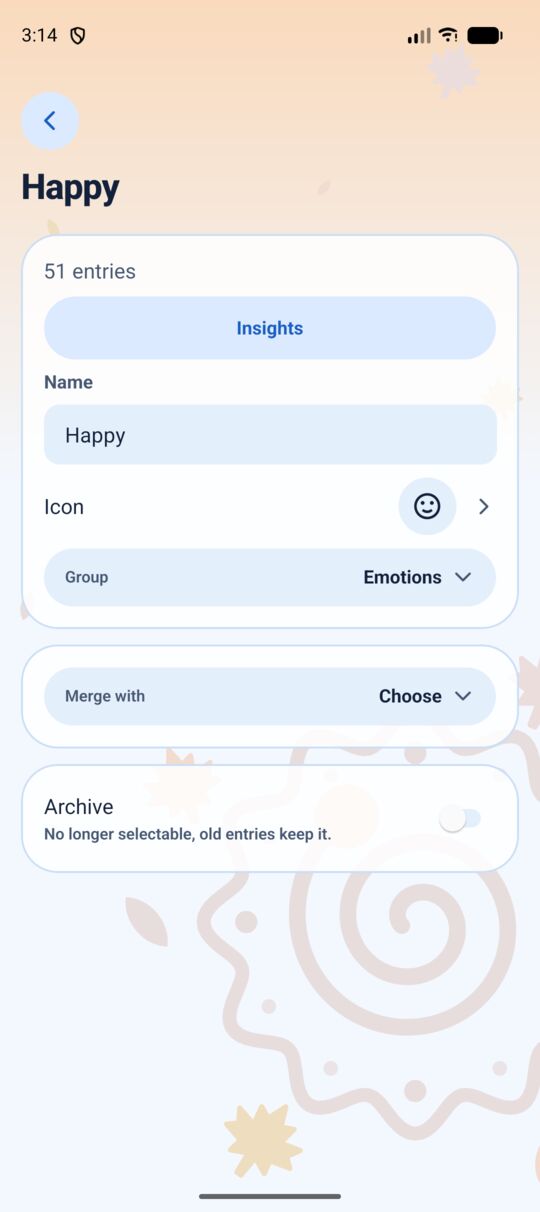 3:14
Happy
51 entries
Insights
Name
Happy
Icon
Group
Emotions
Merge with
Choose
Archive
No longer selectable, old entries keep it.